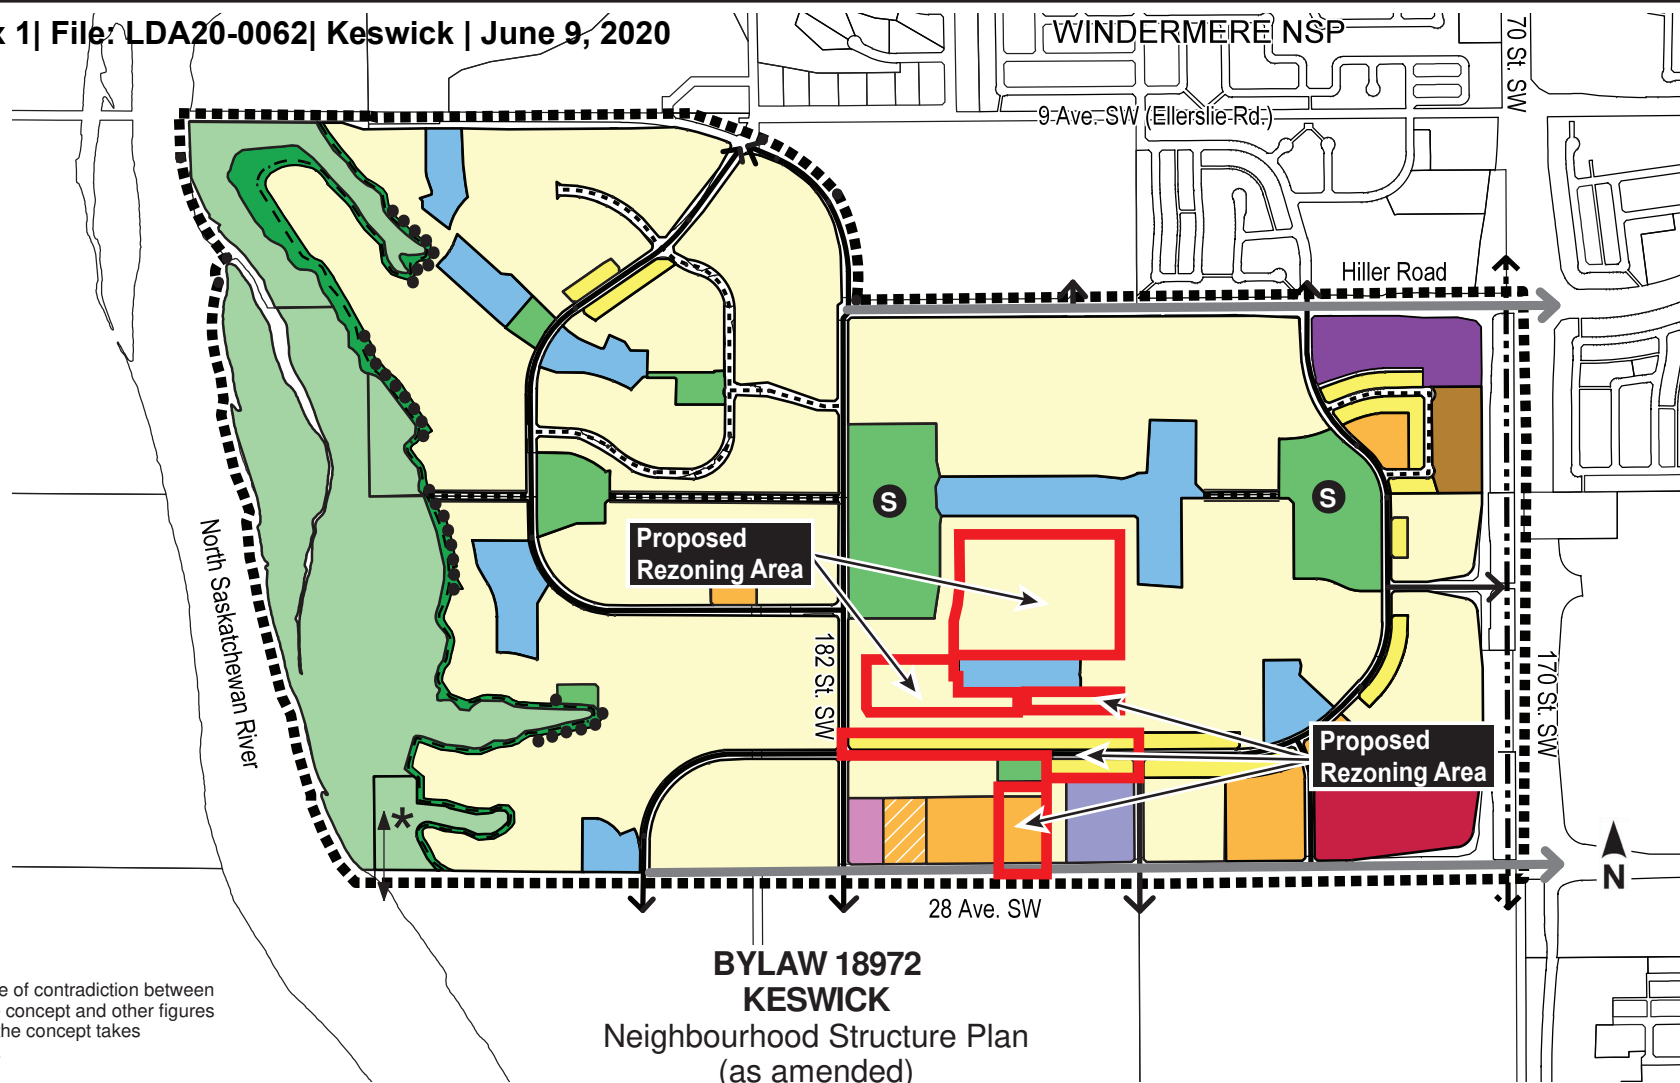 x 1| File: LDA20-0062| Keswick | June 9, 2020
WINDERMERE NSP
70 St. SW
9 Ave. SW (Ellerslie Rd.)
Hiller Road
S
S
Proposed
Rezoning Area
North Saskatchewan River
182 St. SW
170 St. SW
Proposed
Rezoning Area
*
N
28 Ave. SW
BYLAW 18972
KESWICK
Neighbourhood Structure Plan
(as amended)
e of contradiction between
concept and other figures
the concept takes